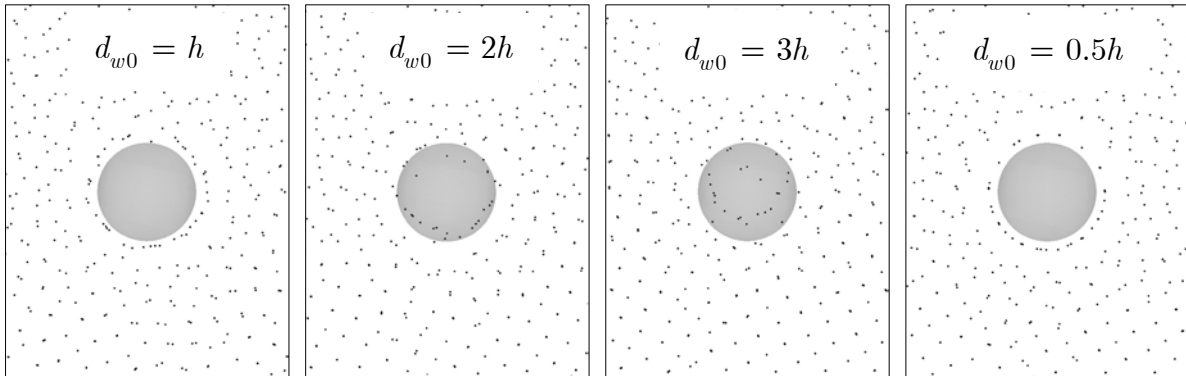 d_{w0} = h
d_{w0} = 2h
d_{w0} = 3h
d_{w0} = 0.5h